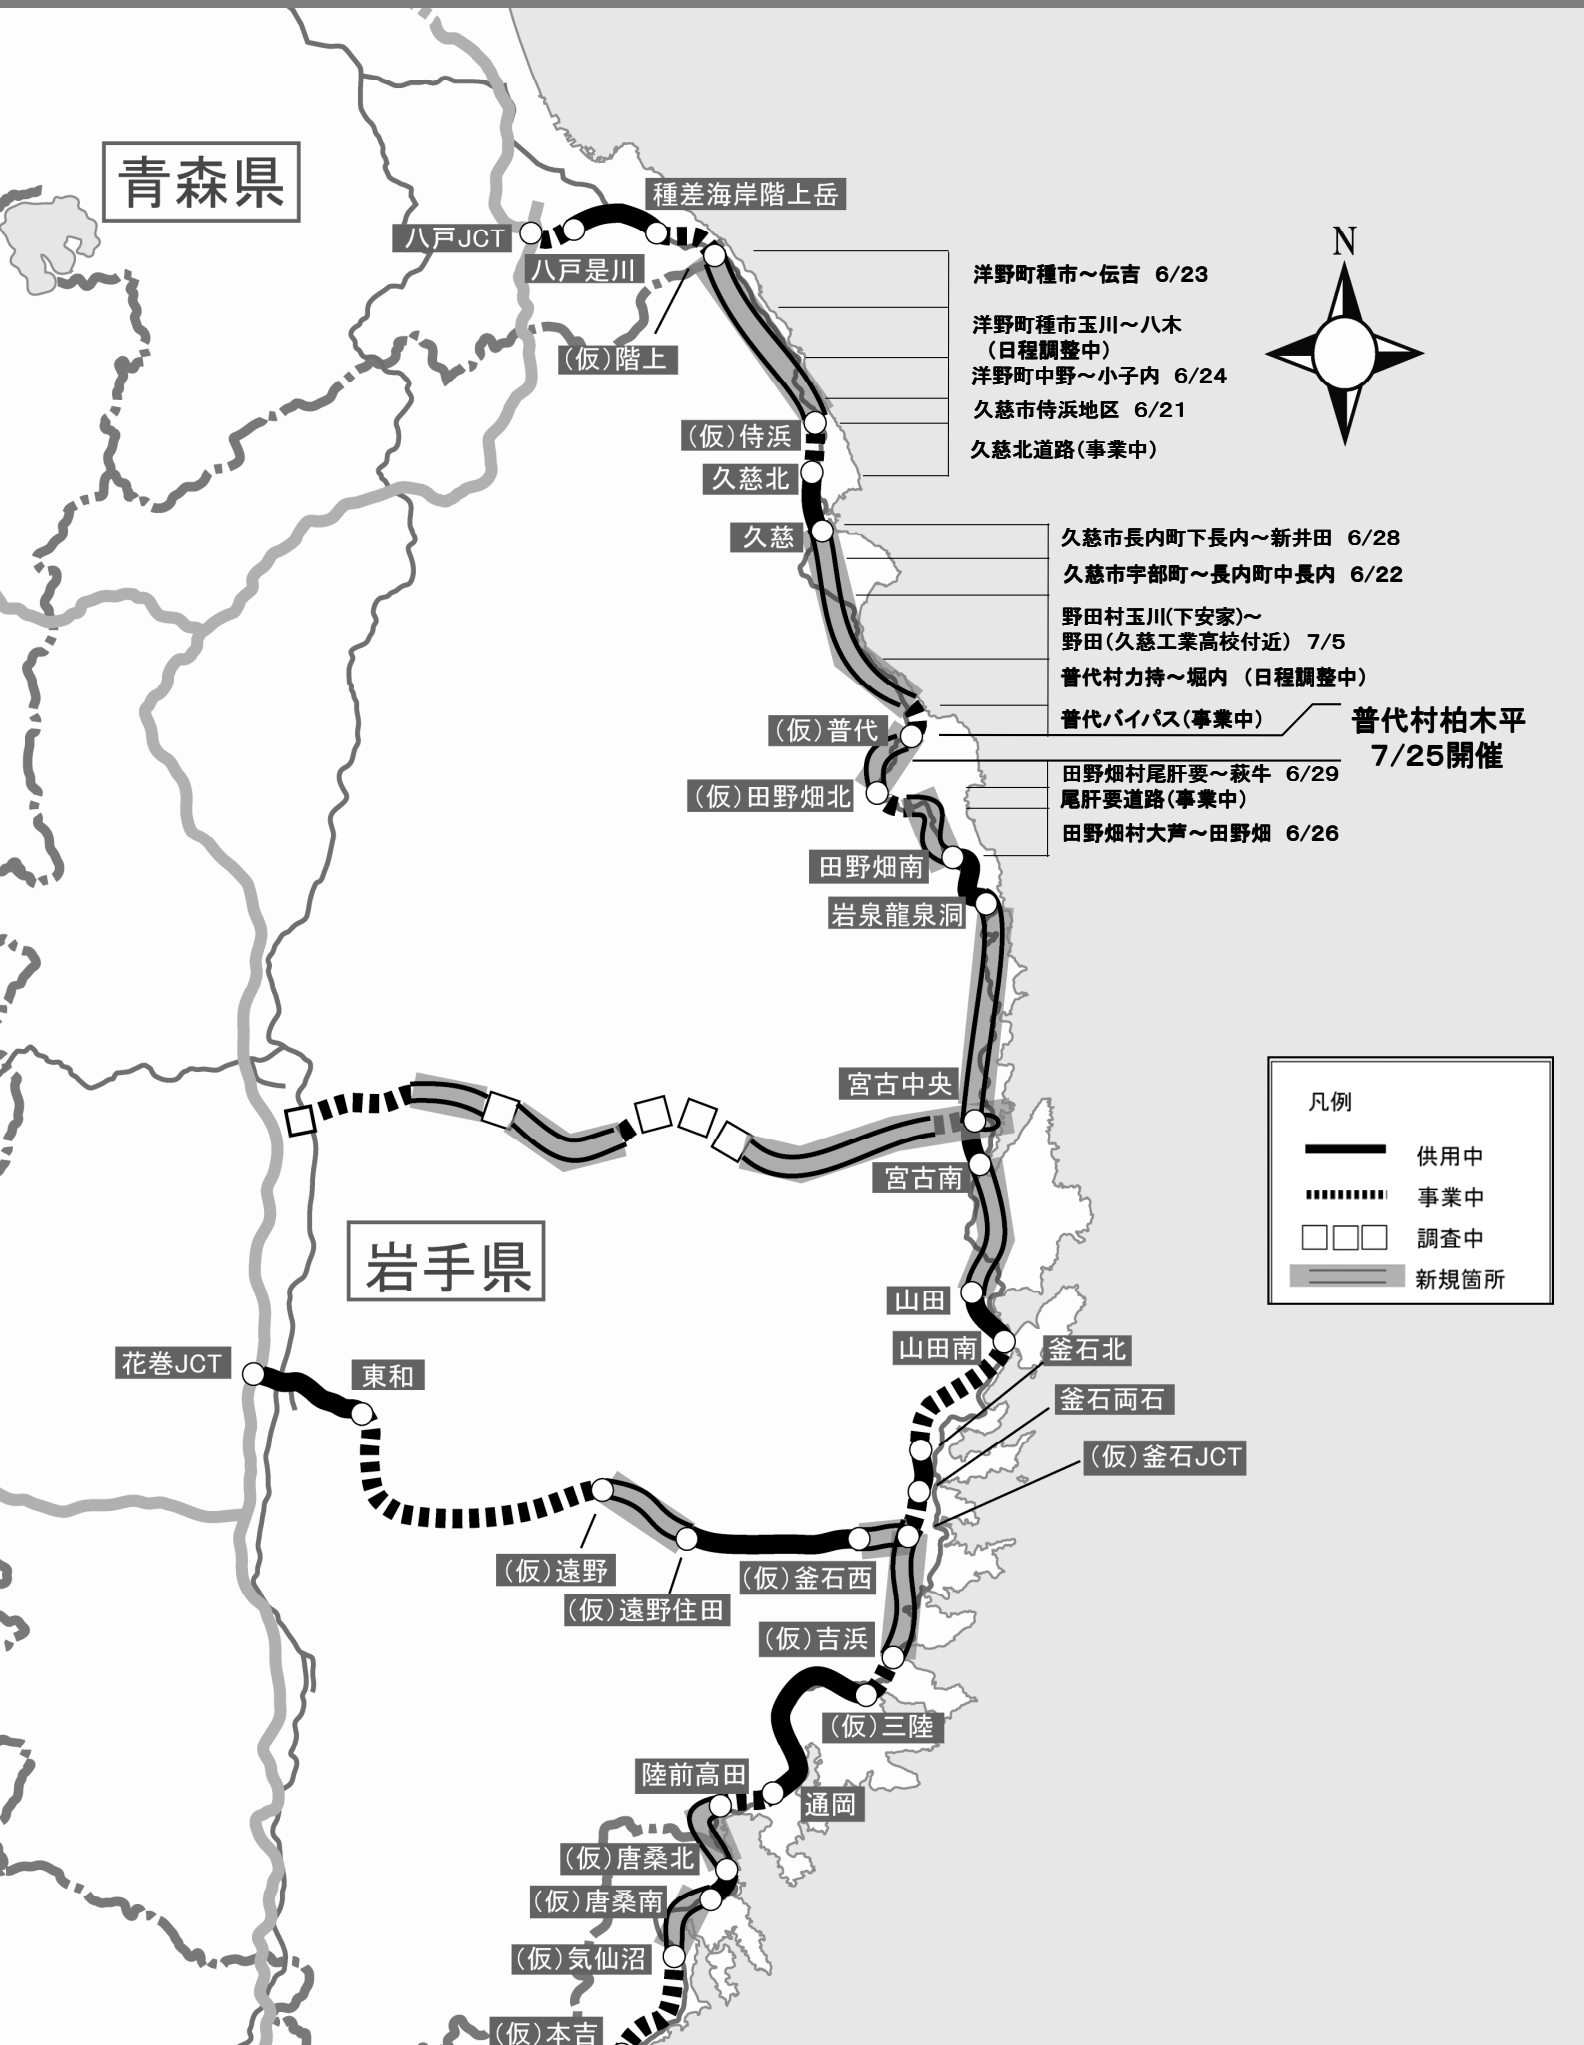 青森県
種差海岸階上岳
八戸JCT
八戸是川
(仮)階上
N
洋野町種市～伝吉 6/23
洋野町種市玉川～八木
(日程調整中)
洋野町中野～小子内 6/24
久慈市侍浜地区 6/21
久慈北道路(事業中)
(仮)侍浜
久慈北
久慈
久慈市長内町下長内～新井田 6/28
久慈市宇部町～長内町中長内 6/22
野田村玉川(下安家)～
野田(久慈工業高校付近) 7/5
普代村力持～堀内 (日程調整中)
普代バイパス(事業中)
普代村柏木平
7/25開催
(仮)普代
田野畑村尾肝要～萩牛 6/29
尾肝要道路(事業中)
田野畑村大芦～田野畑 6/26
(仮)田野畑北
田野畑南
岩泉龍泉洞
宮古中央
宮古南
凡例
供用中
事業中
調査中
新規箇所
岩手県
山田
山田南
釜石北
釜石両石
(仮)釜石JCT
花巻JCT
東和
(仮)遠野
(仮)遠野住田
(仮)釜石西
(仮)吉浜
(仮)三陸
陸前高田
通岡
(仮)唐桑北
(仮)唐桑南
(仮)気仙沼
(仮)本吉